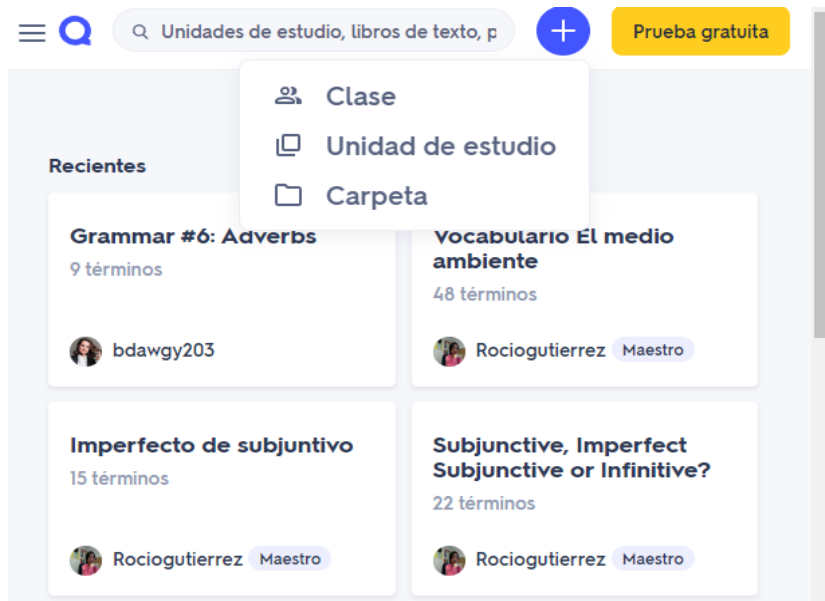 Unidades de estudio, libros de texto, p
Prueba gratuita
Clase
Unidad de estudio
Carpeta
Recientes
Grammar #6: Adverbs
9 términos
bdawgy203
Vocabulario El medio
ambiente
48 términos
Rociogutierrez Maestro
Imperfecto de subjuntivo
15 términos
Rociogutierrez Maestro
Subjunctive, Imperfect
Subjunctive or Infinitive?
22 términos
Rociogutierrez Maestro